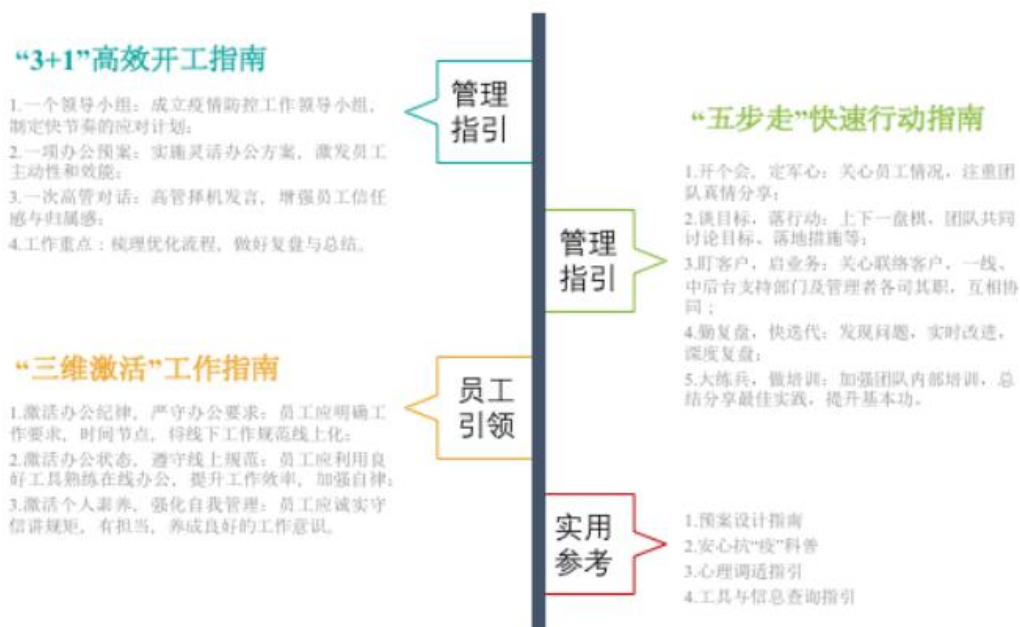 “3+1”高效开工指南
1.一个领导小组：成立疫情防控工作领导小组，
制定快节奏的应对计划；
2.一项办公预案：实施灵活办公方案，激发员工
主动性和效能；
3.一次高管对话：高管择机发言，增强员工信任
感与归属感；
4.工作重点：梳理优化流程，做好复盘与总结。
管理
指引
“五步走”快速行动指南
1.开个会，定军心：关心员工情况，注重团
队真情分享；
2.谈目标，落行动：上下一盘棋，团队共同
讨论目标、落地措施等；
3.盯客户，启业务：关心联络客户，一线、
中后台支持部门及管理者各司其职，互相协
同；
4.勤复盘，快迭代：发现问题，实时改进，
深度复盘；
5.大练兵，做培训：加强团队内部培训，总
结分享最佳实践，提升基本功。
管理
指引
“三维激活”工作指南
1.激活办公纪律，严守办公要求：员工应明确工
作要求，时间节点，将线下工作规范线上化；
2.激活办公状态，遵守线上规范：员工应利用良
好工具熟练在线办公，提升工作效率，加强自律；
3.激活个人素养，强化自我管理：员工应诚实守
信讲规矩，有担当，养成良好的工作意识。
员工
引领
实用
参考
1.预案设计指南
2.安心抗“疫”科普
3.心理调适指引
4.工具与信息查询指引